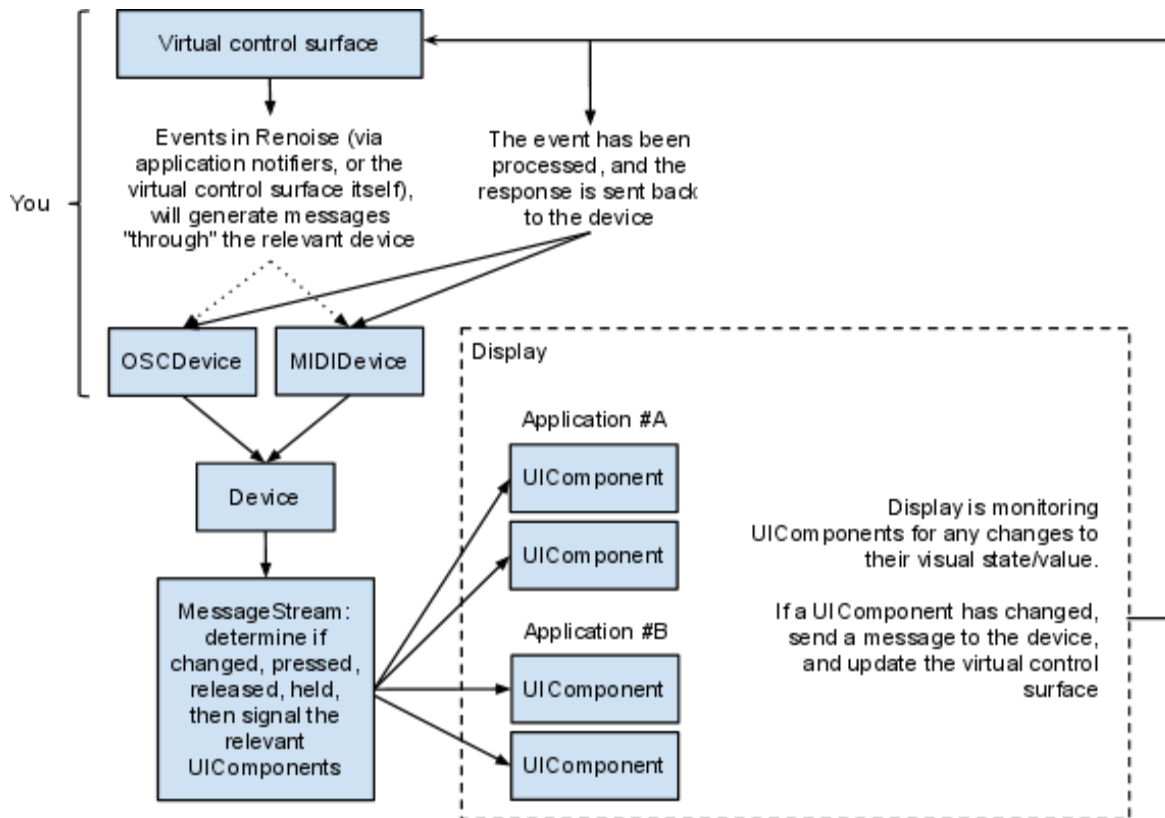 Virtual control surface
Events in Renoise (via
application notifiers, or the
virtual control surface itself),
will generate messages
"through" the relevant device
The event has been
processed, and the
response is sent back
to the device
You
OSCDevice
MIDIDevice
Device
MessageStream:
determine if
changed, pressed,
released, held,
then signal the
relevant
UIComponents
Display
Application #A
UIComponent
UIComponent
Application #B
UIComponent
UIComponent
Display is monitoring
UIComponents for any changes to
their visual state/value.
If a UIComponent has changed,
send a message to the device,
and update the virtual control
surface